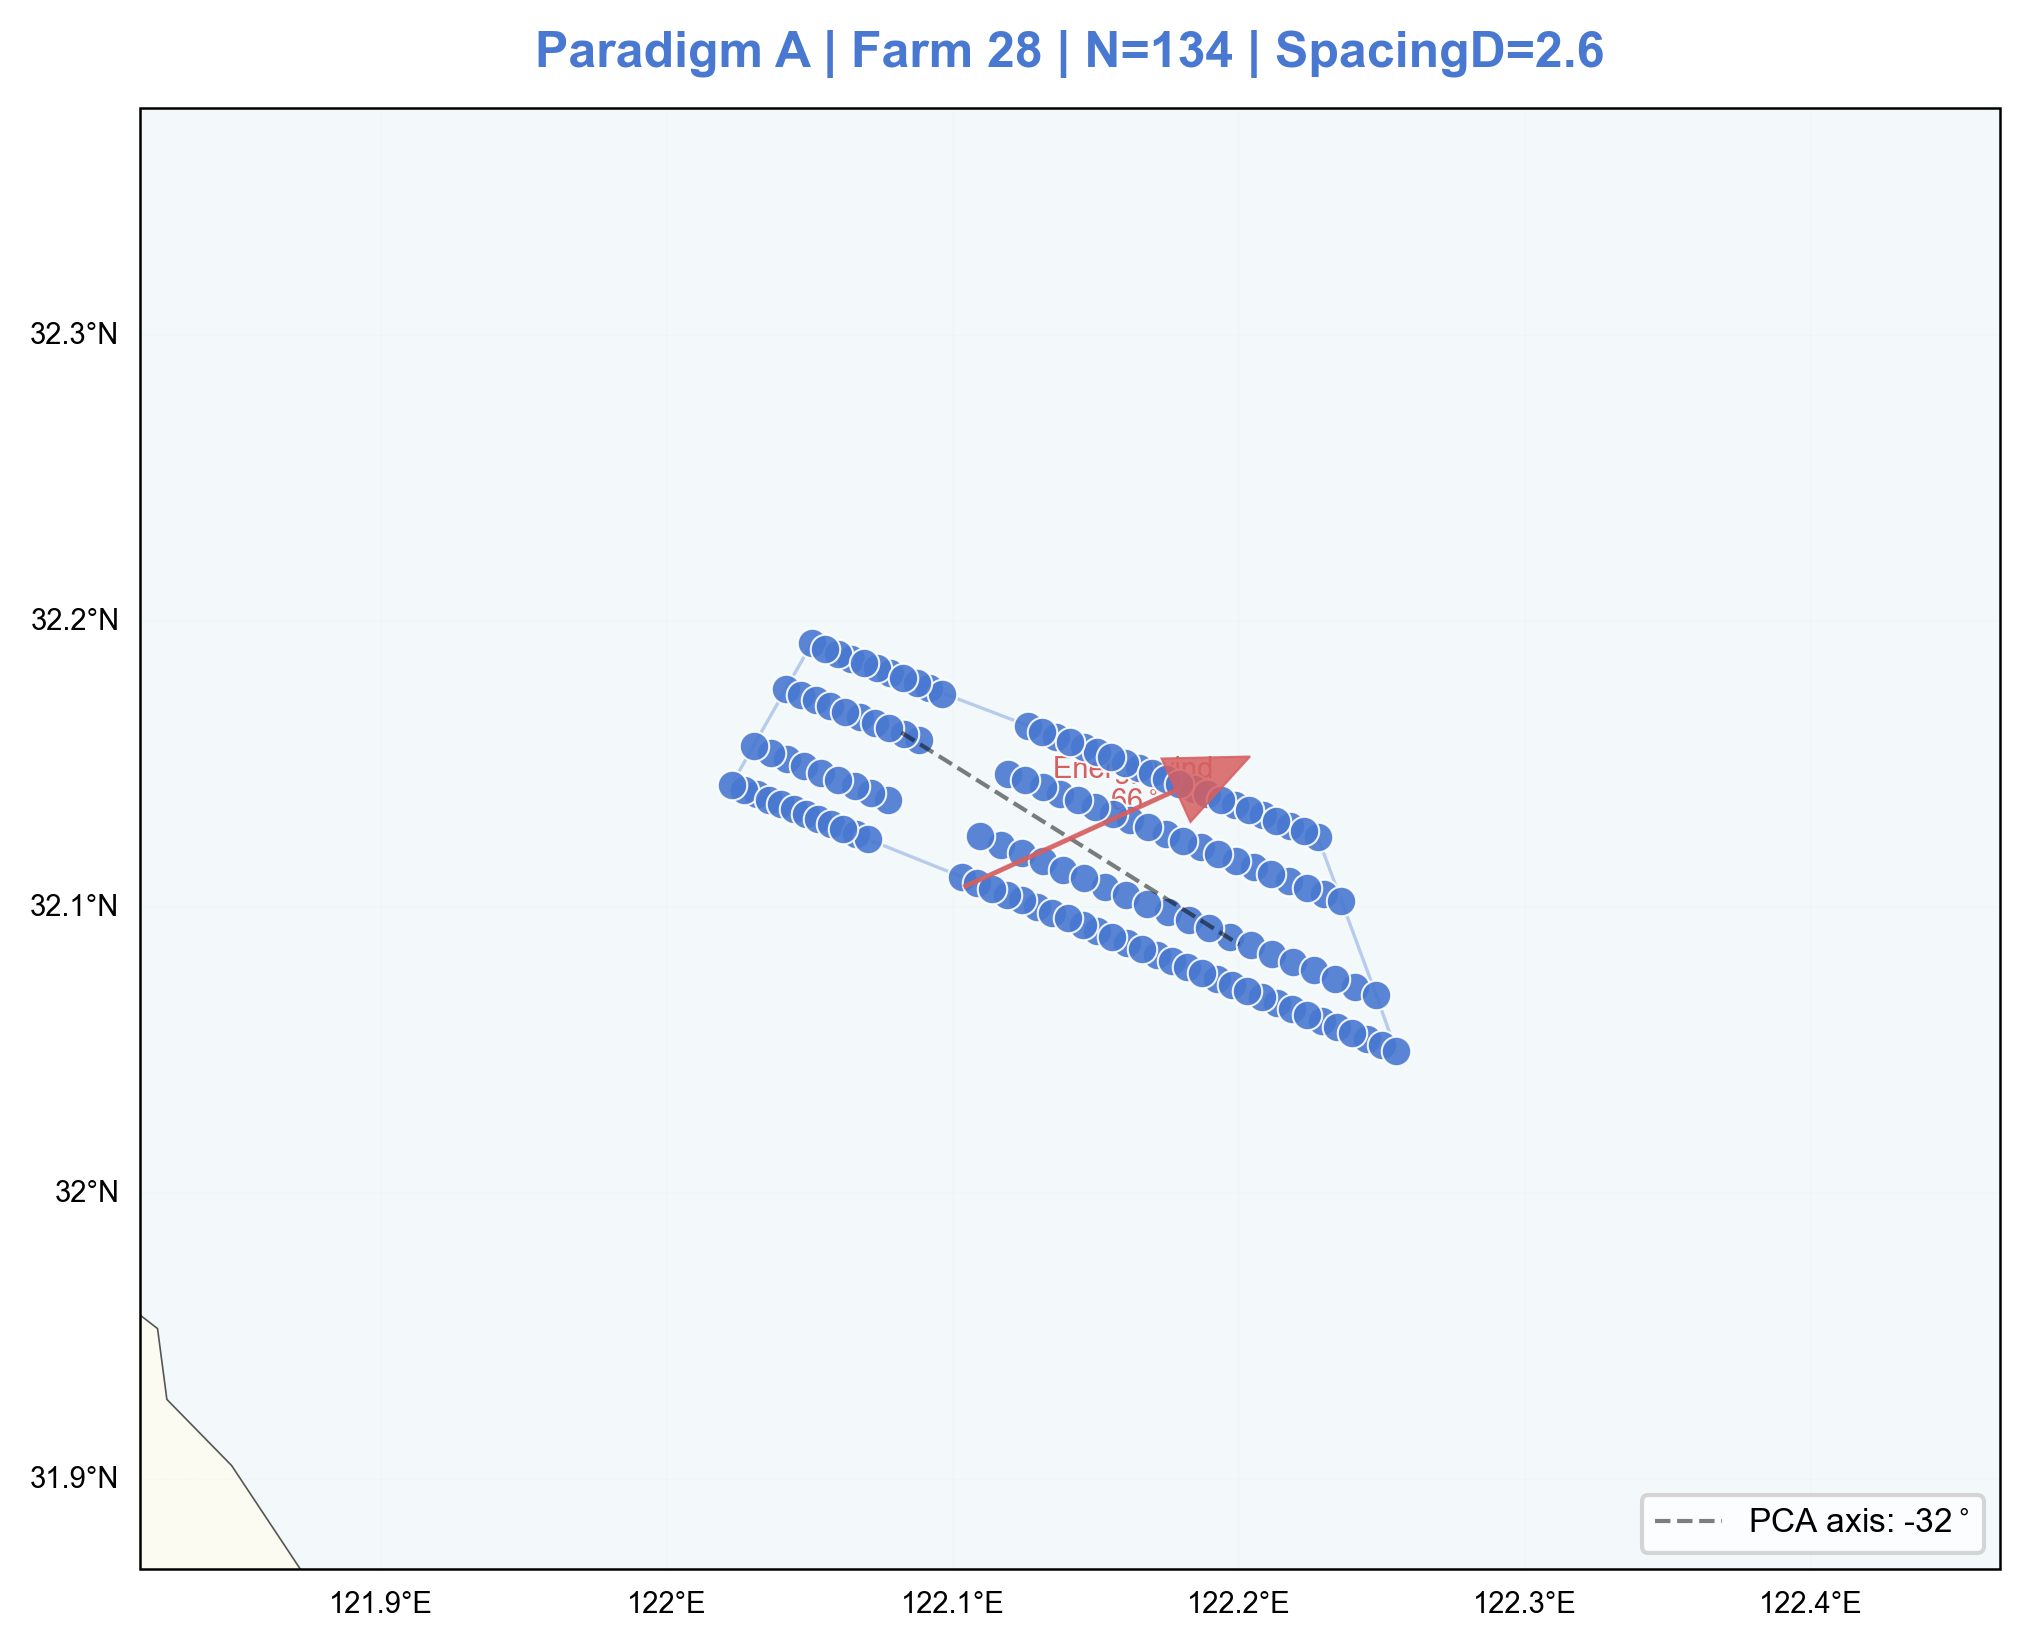 Paradigm A | Farm 28 | N=134 | SpacingD=2.6
32.3°N
32.2°N
32.1°N
32°N
31.9°N
66°
PCA axis: -32°
121.9°E
122°E
122.1°E
122.2°E
122.3°E
122.4°E